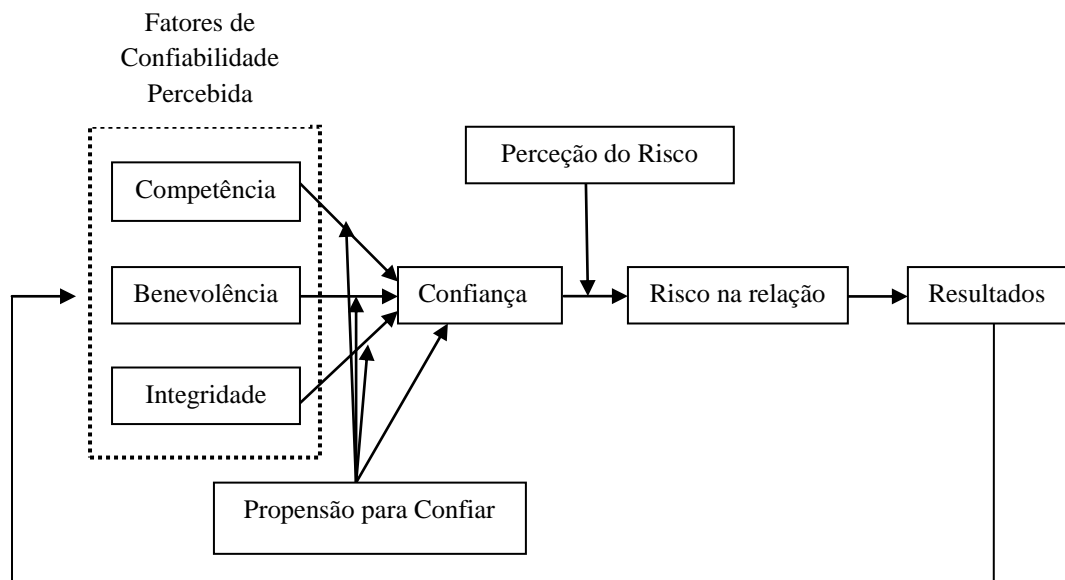 Fatores de
Confiabilidade
Percebida
Perceção do Risco
Competência
Benevolência
Confiança
Risco na relação
Resultados
Integridade
Propensão para Confiar